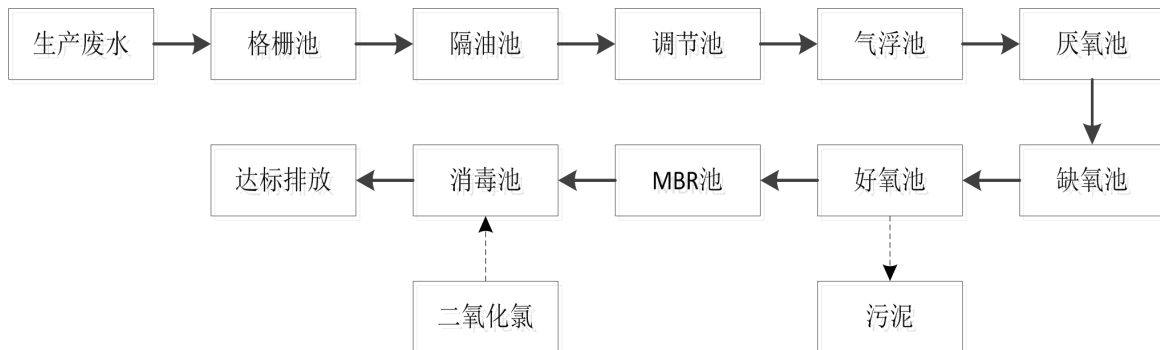 生产废水
格栅池
隔油池
调节池
气浮池
厌氧池
达标排放
消毒池
MBR池
好氧池
缺氧池
二氧化氯
污泥